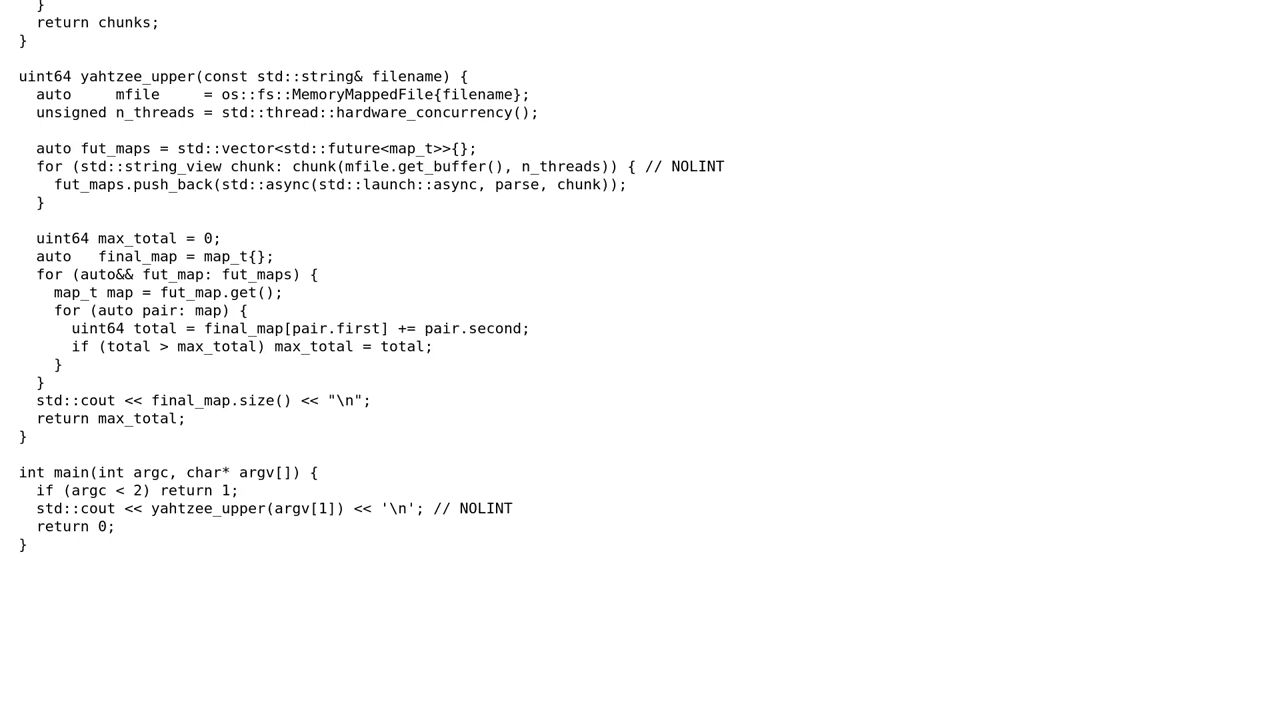 }
  return chunks;
}

uint64 yahtzee_upper(const std::string& filename) {
  auto     mfile     = os::fs::MemoryMappedFile{filename};
  unsigned n_threads = std::thread::hardware_concurrency();

  auto fut_maps = std::vector<std::future<map_t>>{};
  for (std::string_view chunk: chunk(mfile.get_buffer(), n_threads)) { // NOLINT
    fut_maps.push_back(std::async(std::launch::async, parse, chunk));
  }

  uint64 max_total = 0;
  auto   final_map = map_t{};
  for (auto&& fut_map: fut_maps) {
    map_t map = fut_map.get();
    for (auto pair: map) {
      uint64 total = final_map[pair.first] += pair.second;
      if (total > max_total) max_total = total;
    }
  }
  std::cout << final_map.size() << "\n";
  return max_total;
}

int main(int argc, char* argv[]) {
  if (argc < 2) return 1;
  std::cout << yahtzee_upper(argv[1]) << '\n'; // NOLINT
  return 0;
}